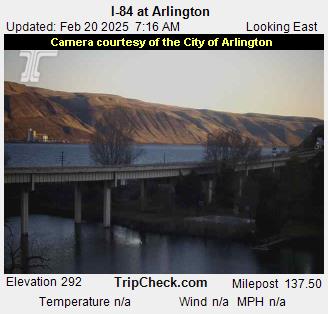 I-84 at Arlington
Updated: Feb 20 2025 7:16 AM Looking East
Camera courtesy of the City of Arlington
Elevation 292 TripCheck.com Milepost 137.50
Temperature n/a Wind n/a MPH n/a